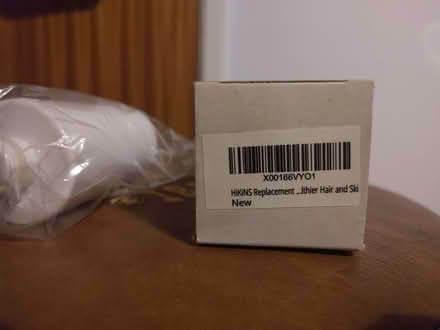 X00166VYO1
HiKiNS Replacement ...lthier Hair and Ski
New